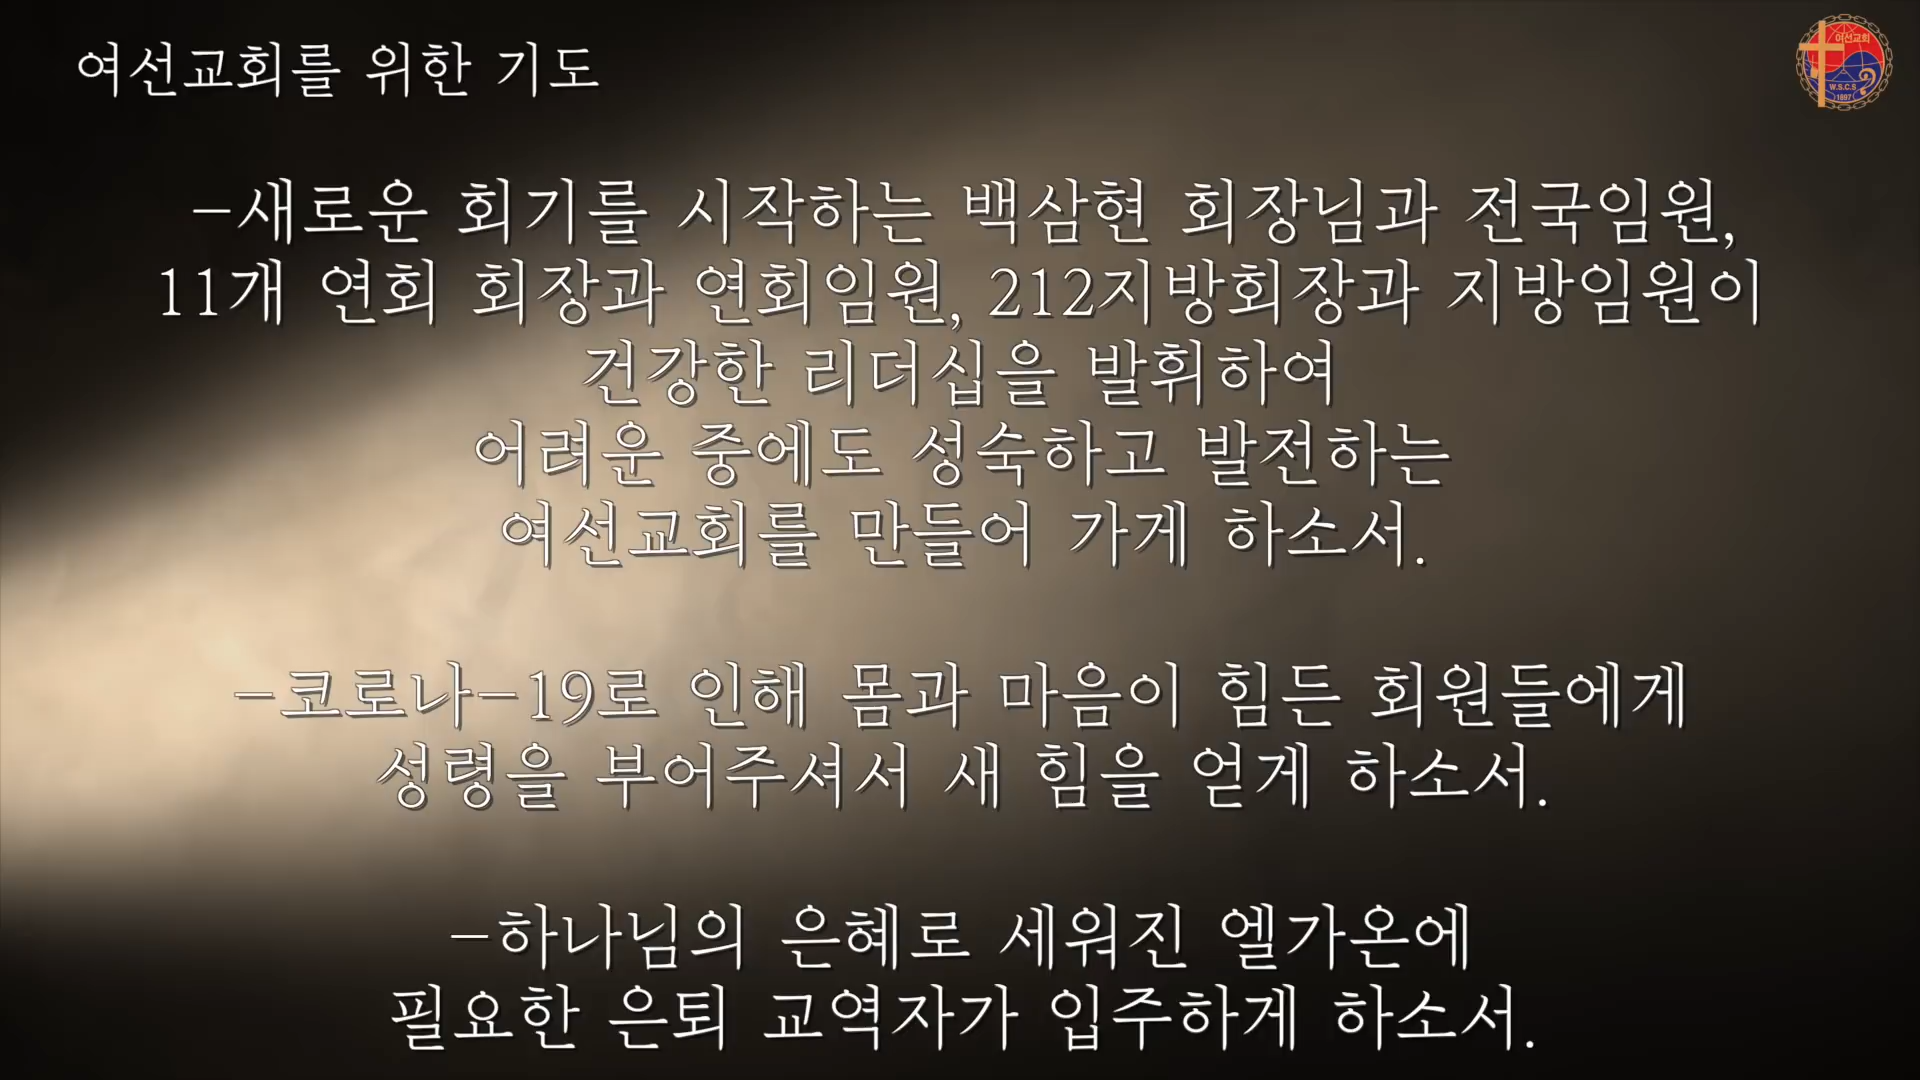 여선교회를 위한 기도
여선교회
W.S.C.S
1897
-새로운 회기를 시작하는 백삼현 회장님과 전국임원,
11개 연회 회장과 연회임원, 212지방회장과 지방임원이
건강한 리더십을 발휘하여
어려운 중에도 성숙하고 발전하는
여선교회를 만들어 가게 하소서.
-코로나-19로 인해 몸과 마음이 힘든 회원들에게
성령을 부어주셔서 새 힘을 얻게 하소서.
-하나님의 은혜로 세워진 엘가온에
필요한 은퇴 교역자가 입주하게 하소서.